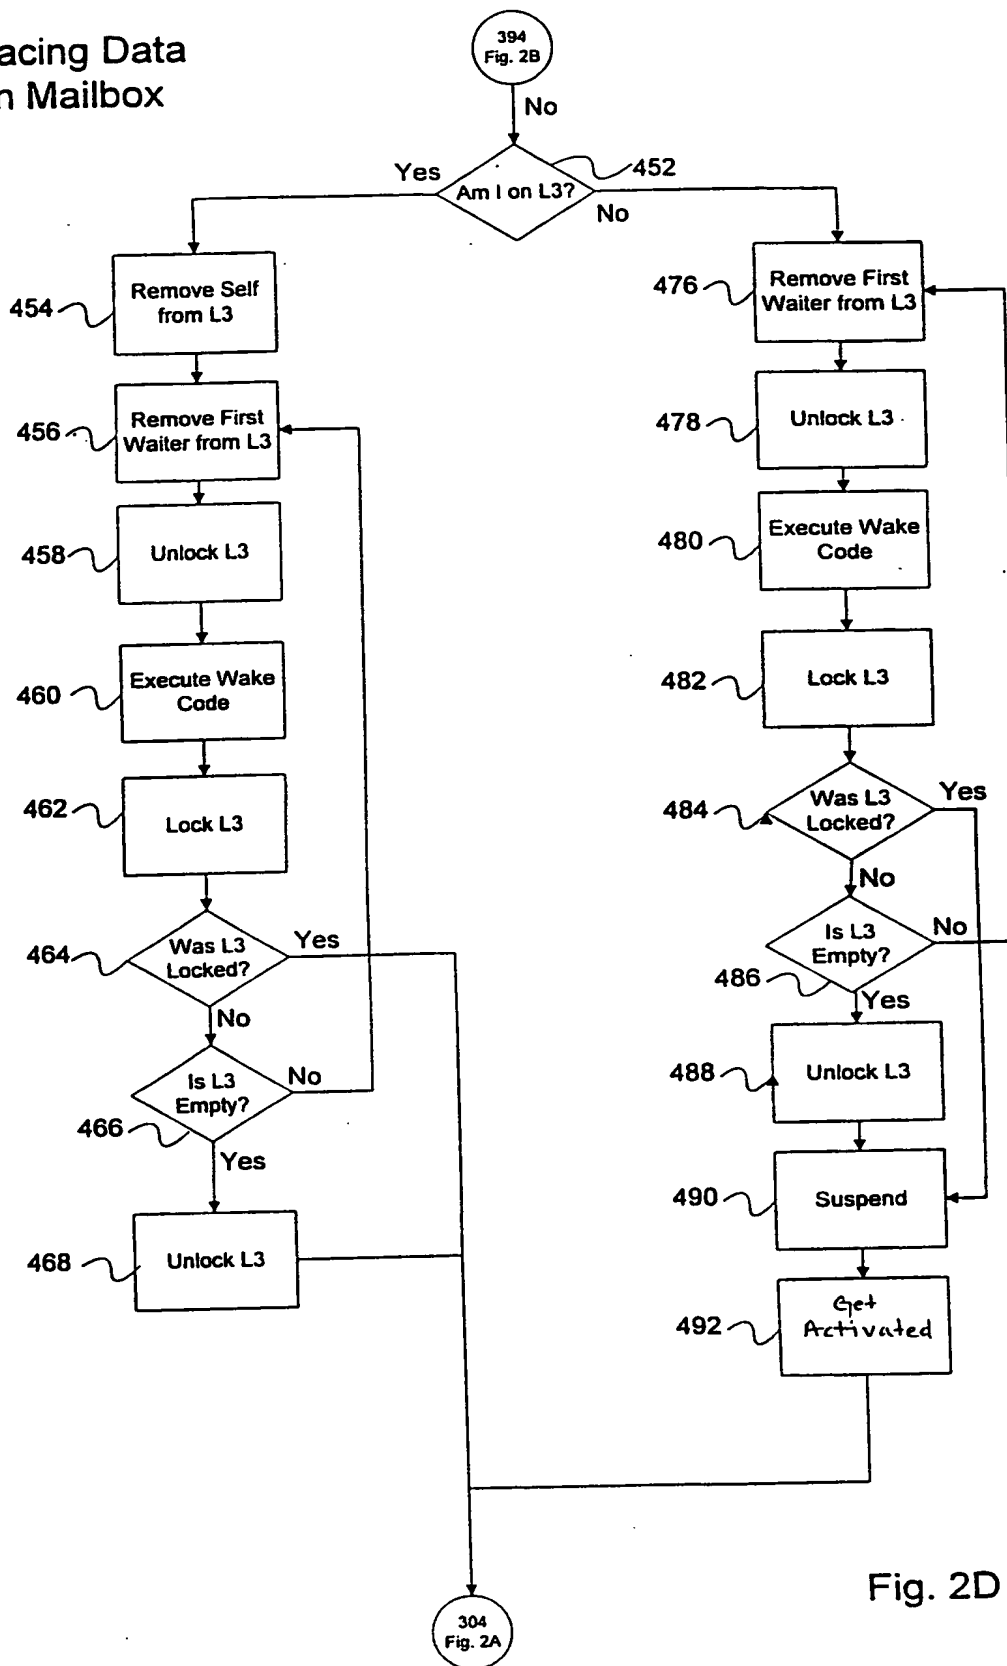 acing Data
n Mailbox
394
Fig. 2B
No
452
Yes
Am I on L3?
No
454
Remove Self
from L3
476
Remove First
Waiter from L3
456
Remove First
Waiter from L3
478
Unlock L3
458
Unlock L3
480
Execute Wake
Code
460
Execute Wake
Code
482
Lock L3
462
Lock L3
484
Was L3
Locked?
Yes
No
464
Was L3
Locked?
Yes
No
486
Is L3
Empty?
No
Yes
466
Is L3
Empty?
No
Yes
488
Unlock L3
490
Suspend
468
Unlock L3
492
Get
Activated
304
Fig. 2A
Fig. 2D